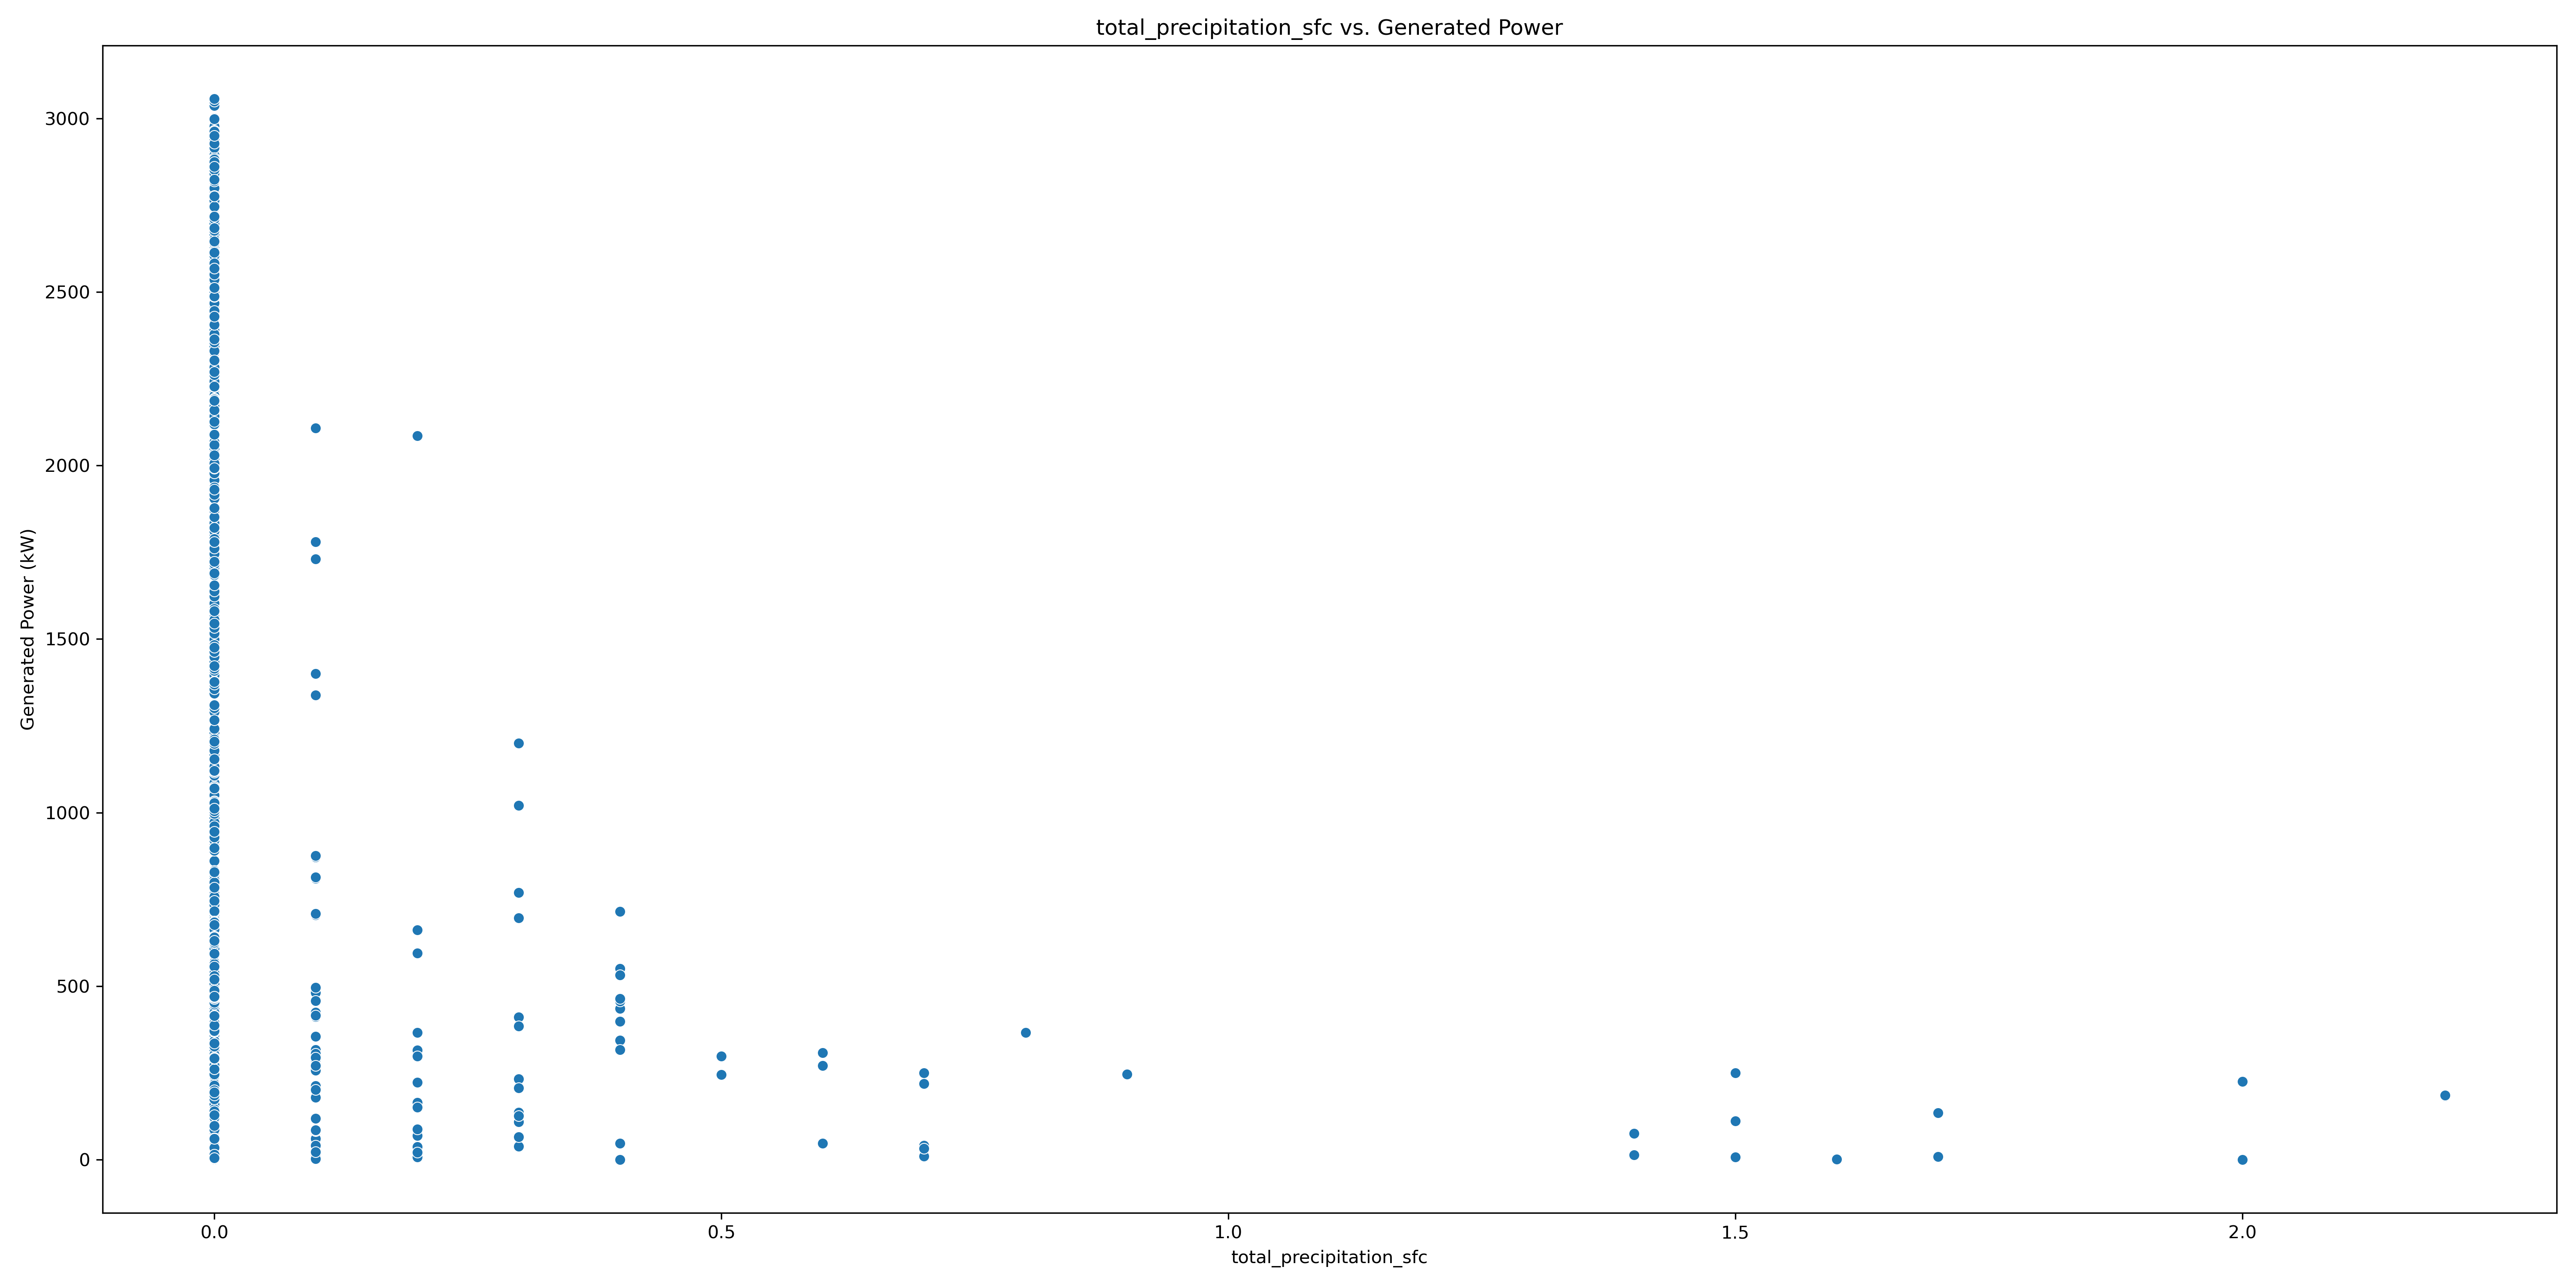 total_precipitation_sfc vs. Generated Power
3000
2500
2000
1500
1000
500
0
Generated Power (kW)
0.0 0.5 1.0 1.5 2.0
total_precipitation_sfc